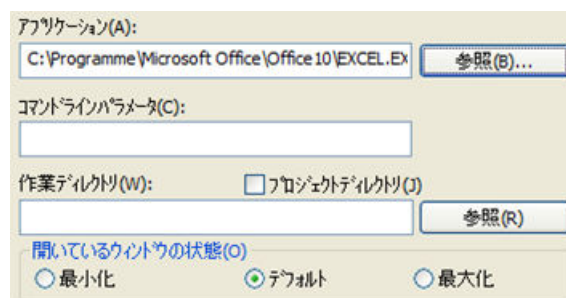 アプリケーション(A):
C:\Programme\Microsoft Office\Office10\EXCEL.EX
参照(B)...
コマンドラインパラメータ(C):
作業ディレクトリ(W):
プロジェクトディレクトリ(J)
参照(R)
開いているウィンドウの状態(O)
最小化 デフォルト 最大化